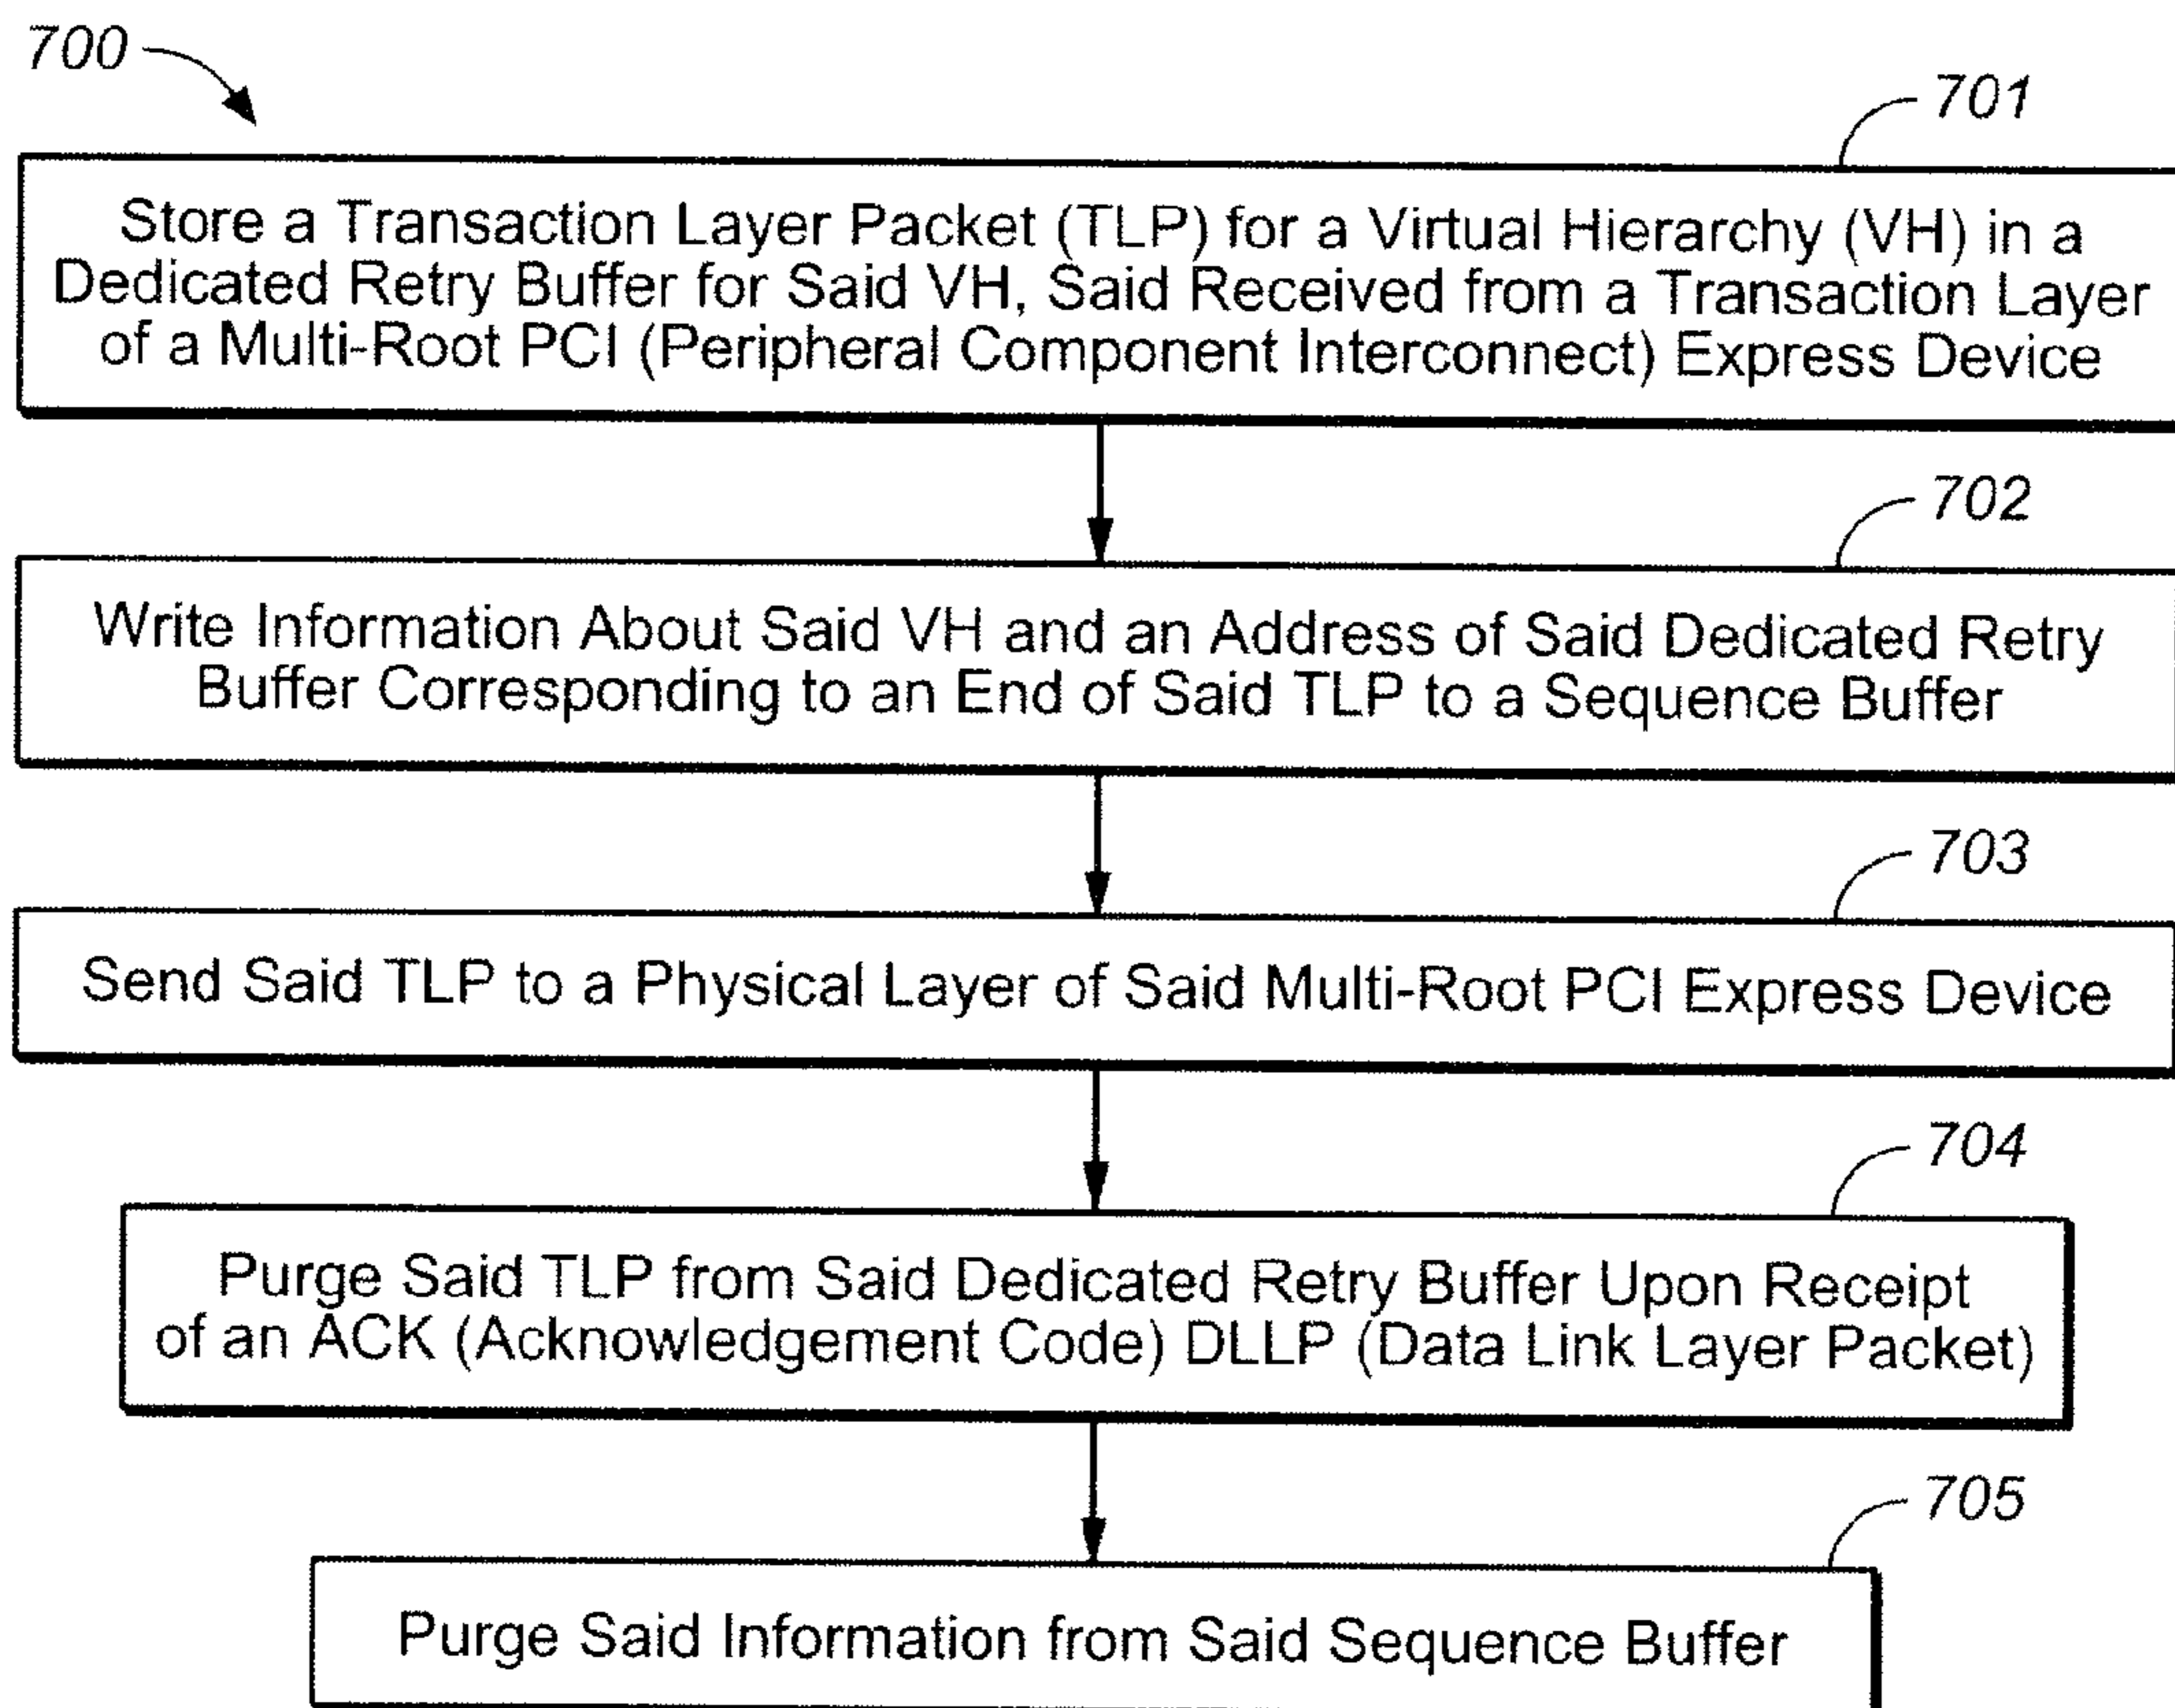 700
701
Store a Transaction Layer Packet (TLP) for a Virtual Hierarchy (VH) in a
Dedicated Retry Buffer for Said VH, Said Received from a Transaction Layer
of a Multi-Root PCI (Peripheral Component Interconnect) Express Device
702
Write Information About Said VH and an Address of Said Dedicated Retry
Buffer Corresponding to an End of Said TLP to a Sequence Buffer
703
Send Said TLP to a Physical Layer of Said Multi-Root PCI Express Device
704
Purge Said TLP from Said Dedicated Retry Buffer Upon Receipt
of an ACK (Acknowledgement Code) DLLP (Data Link Layer Packet)
705
Purge Said Information from Said Sequence Buffer